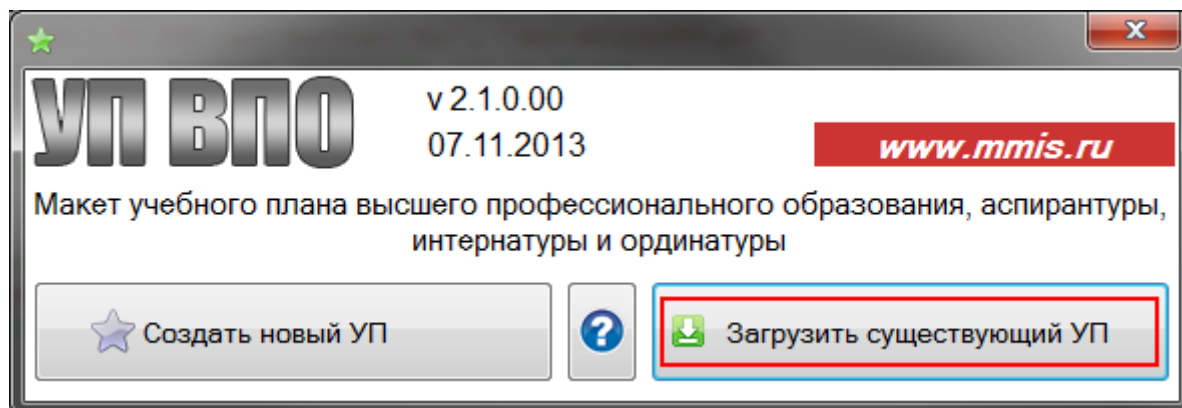 УП ВПО
v 2.1.0.00
07.11.2013
www.mmis.ru
Макет учебного плана высшего профессионального образования, аспирантуры,
интернатуры и ординатуры
Создать новый УП
?
Загрузить существующий УП